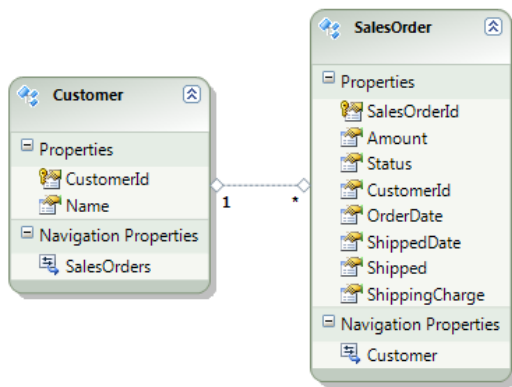 Customer
Properties
CustomerId
Name
Navigation Properties
SalesOrders
1
*
SalesOrder
Properties
SalesOrderId
Amount
Status
CustomerId
OrderDate
ShippedDate
Shipped
ShippingCharge
Navigation Properties
Customer